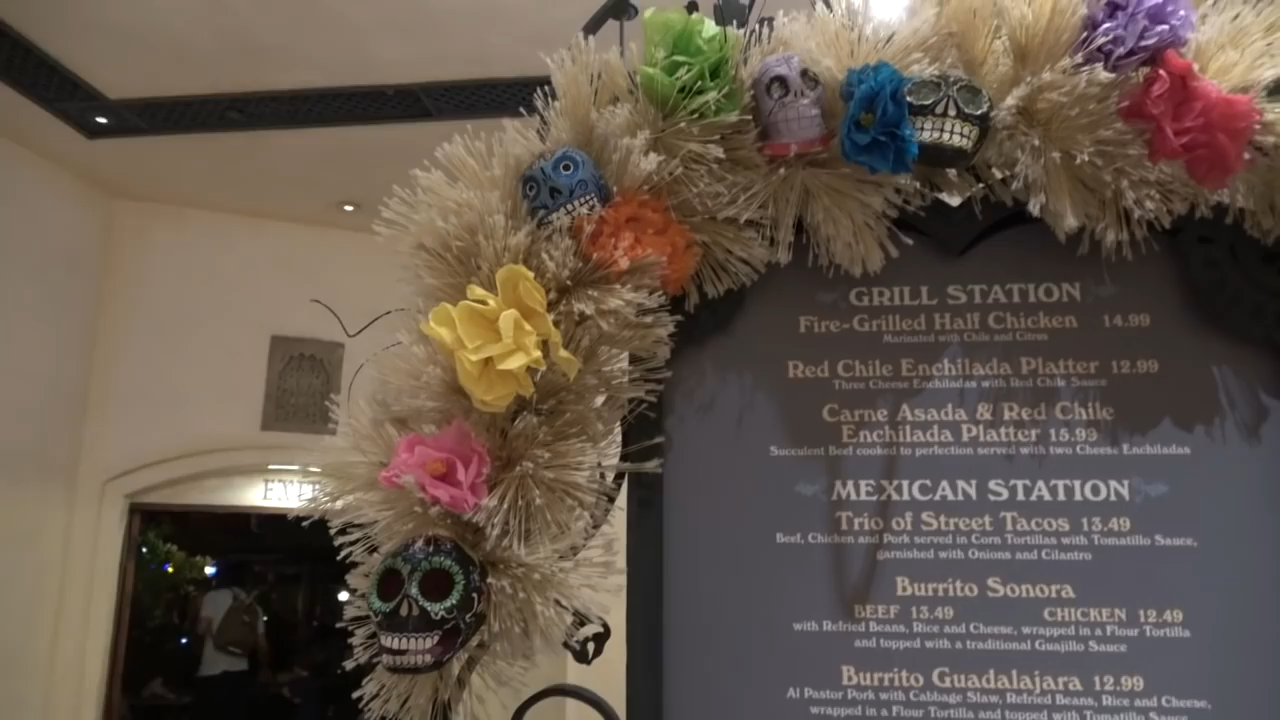 GRILL STATION
Fire-Grilled Half Chicken 14.99
Marinated with Chile and Citrus
Red Chile Enchilada Platter 12.99
Three Cheese Enchiladas with Red Chile Sauce
Carne Asada & Red Chile
Enchilada Platter 15.99
Succulent Beef cooked to perfection served with two Cheese Enchiladas
MEXICAN STATION
Trio of Street Tacos 13.49
Beef, Chicken and Pork served in Corn Tortillas with Tomatillo Sauce,
garnished with Onions and Cilantro
Burrito Sonora
BEEF 13.49 CHICKEN 12.49
with Refried Beans, Rice and Cheese, wrapped in a Flour Tortilla
and topped with a traditional Guajillo Sauce
Burrito Guadalajara 12.99
Al Pastor Pork with Cabbage Slaw, Refried Beans, Rice and Cheese,
wrapped in a Flour Tortilla and topped with Tomatillo Sauce